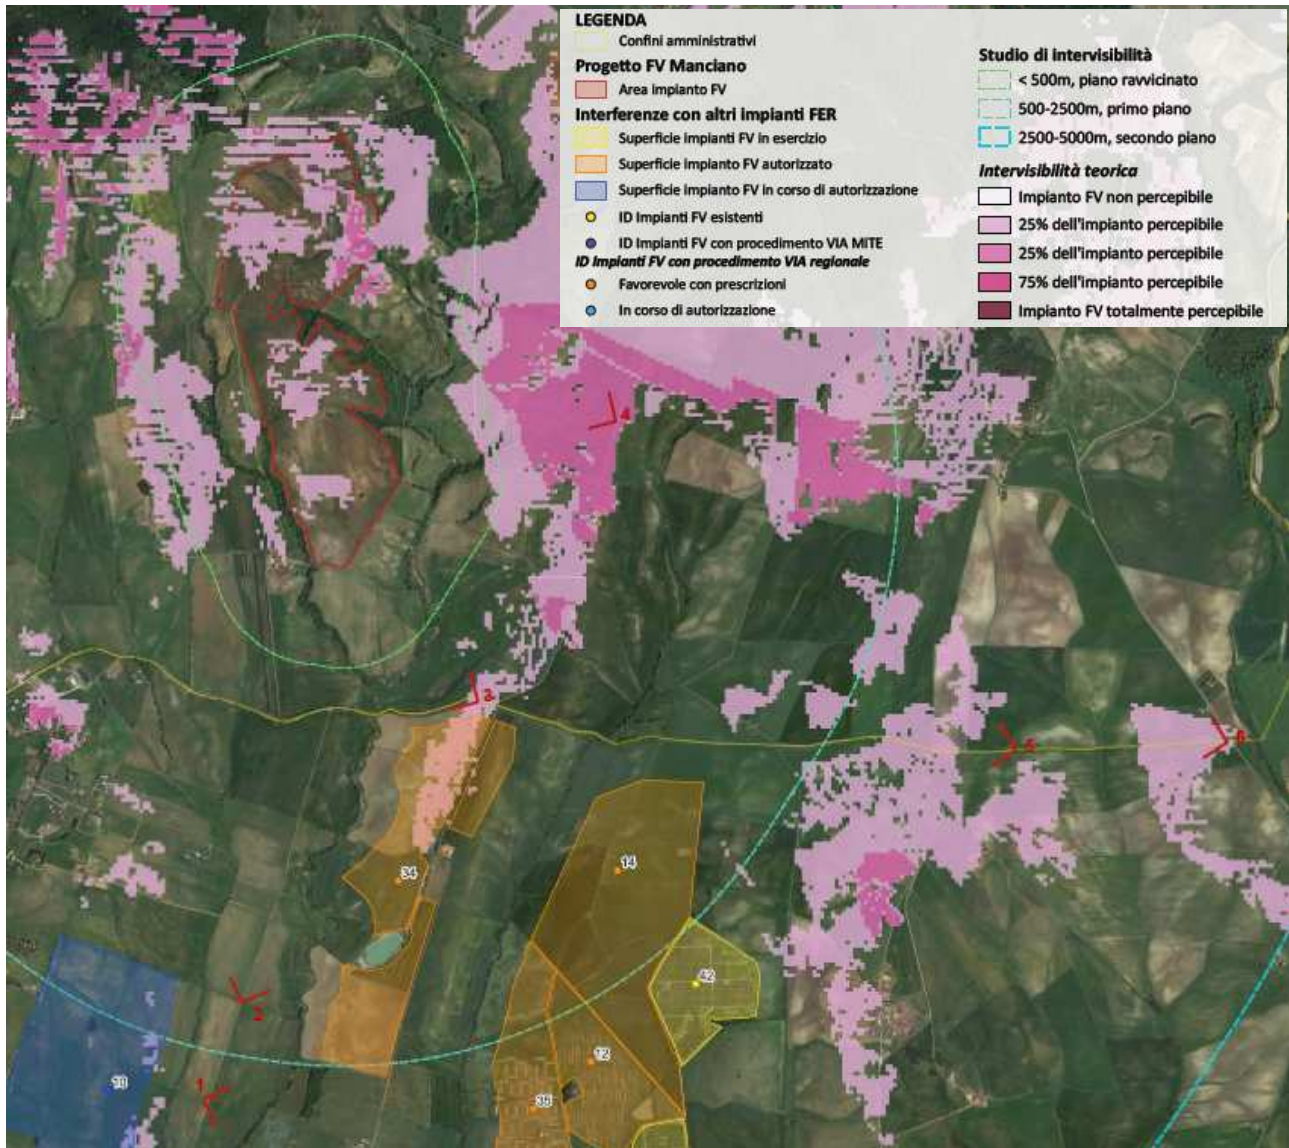 LEGENDA
Confini amministrativi
Progetto FV Manciano
Area impianto FV
Interferenze con altri impianti FER
Superficie impianti FV in esercizio
Superficie impianto FV autorizzato
Superficie impianto FV in corso di autorizzazione
ID Impianti FV esistenti
ID Impianti FV con procedimento VIA MiTE
ID Impianti FV con procedimento VIA regionale
Favorevole con prescrizioni
In corso di autorizzazione
Studio di intervisibilità
< 500m, piano ravvicinato
500-2500m, primo piano
2500-5000m, secondo piano
Intervisibilità teorica
Impianto FV non percepibile
25% dell'impianto percepibile
25% dell'impianto percepibile
75% dell'impianto percepibile
Impianto FV totalmente percepibile
4
3
5
6
14
34
42
2
12
10
1
35